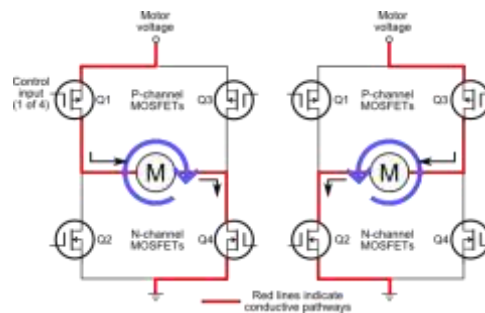 Motor
voltage
Motor
voltage
Control
input
(1 of 4)
Q1
P-channel
MOSFETs
Q3
Q1
P-channel
MOSFETs
Q3
M
M
Q2
N-channel
MOSFETs
Q4
Q2
N-channel
MOSFETs
Q4
Red lines indicate
conductive pathways